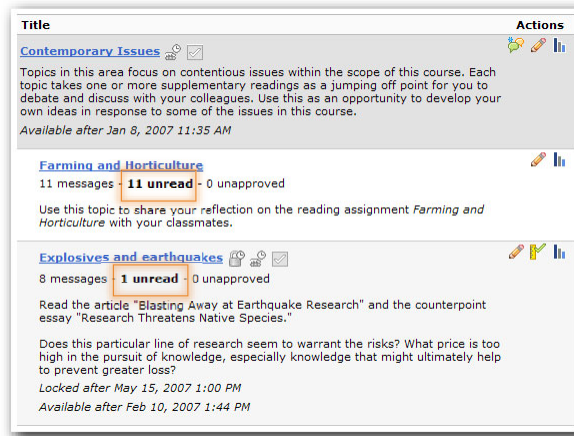 Title Actions
Contemporary Issues
Topics in this area focus on contentious issues within the scope of this course. Each
topic takes one or more supplementary readings as a jumping off point for you to
debate and discuss with your colleagues. Use this as an opportunity to develop your
own ideas in response to some of the issues in this course.
Available after Jan 8, 2007 11:35 AM
Farming and Horticulture
11 messages - 11 unread - 0 unapproved
Use this topic to share your reflection on the reading assignment Farming and
Horticulture with your classmates.
Explosives and earthquakes
8 messages - 1 unread - 0 unapproved
Read the article "Blasting Away at Earthquake Research" and the counterpoint
essay "Research Threatens Native Species."
Does this particular line of research seem to warrant the risks? What price is too
high in the pursuit of knowledge, especially knowledge that might ultimately help
to prevent greater loss?
Locked after May 15, 2007 1:00 PM
Available after Feb 10, 2007 1:44 PM